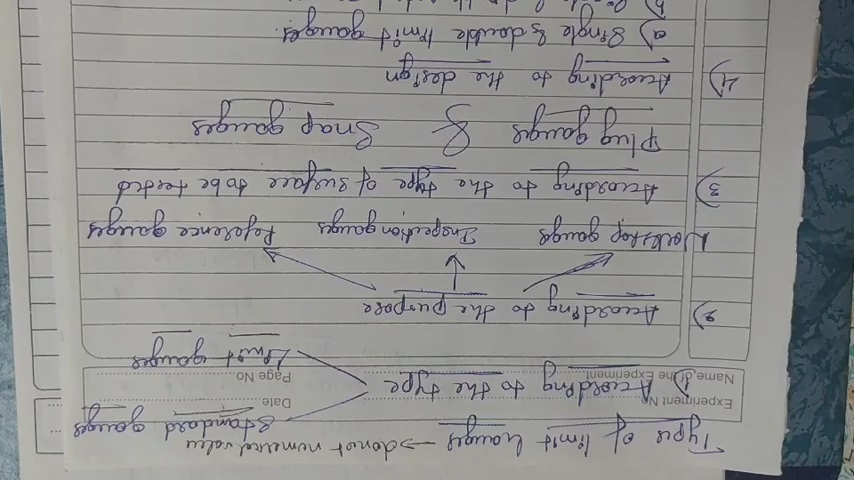 Type of limit Gauges → donot numerical value
Experiment No. Date
Standard gauges
Name of the Experiment Page No.
1) According to the type
Limit gauges
2) According to the purpose
Workshop gauges Inspection gauges Reference gauges
3) According to the type of surface to be tested
Plug gauge & Snap gauges
4) According to the design
a) Single & double limit gauges.
b)